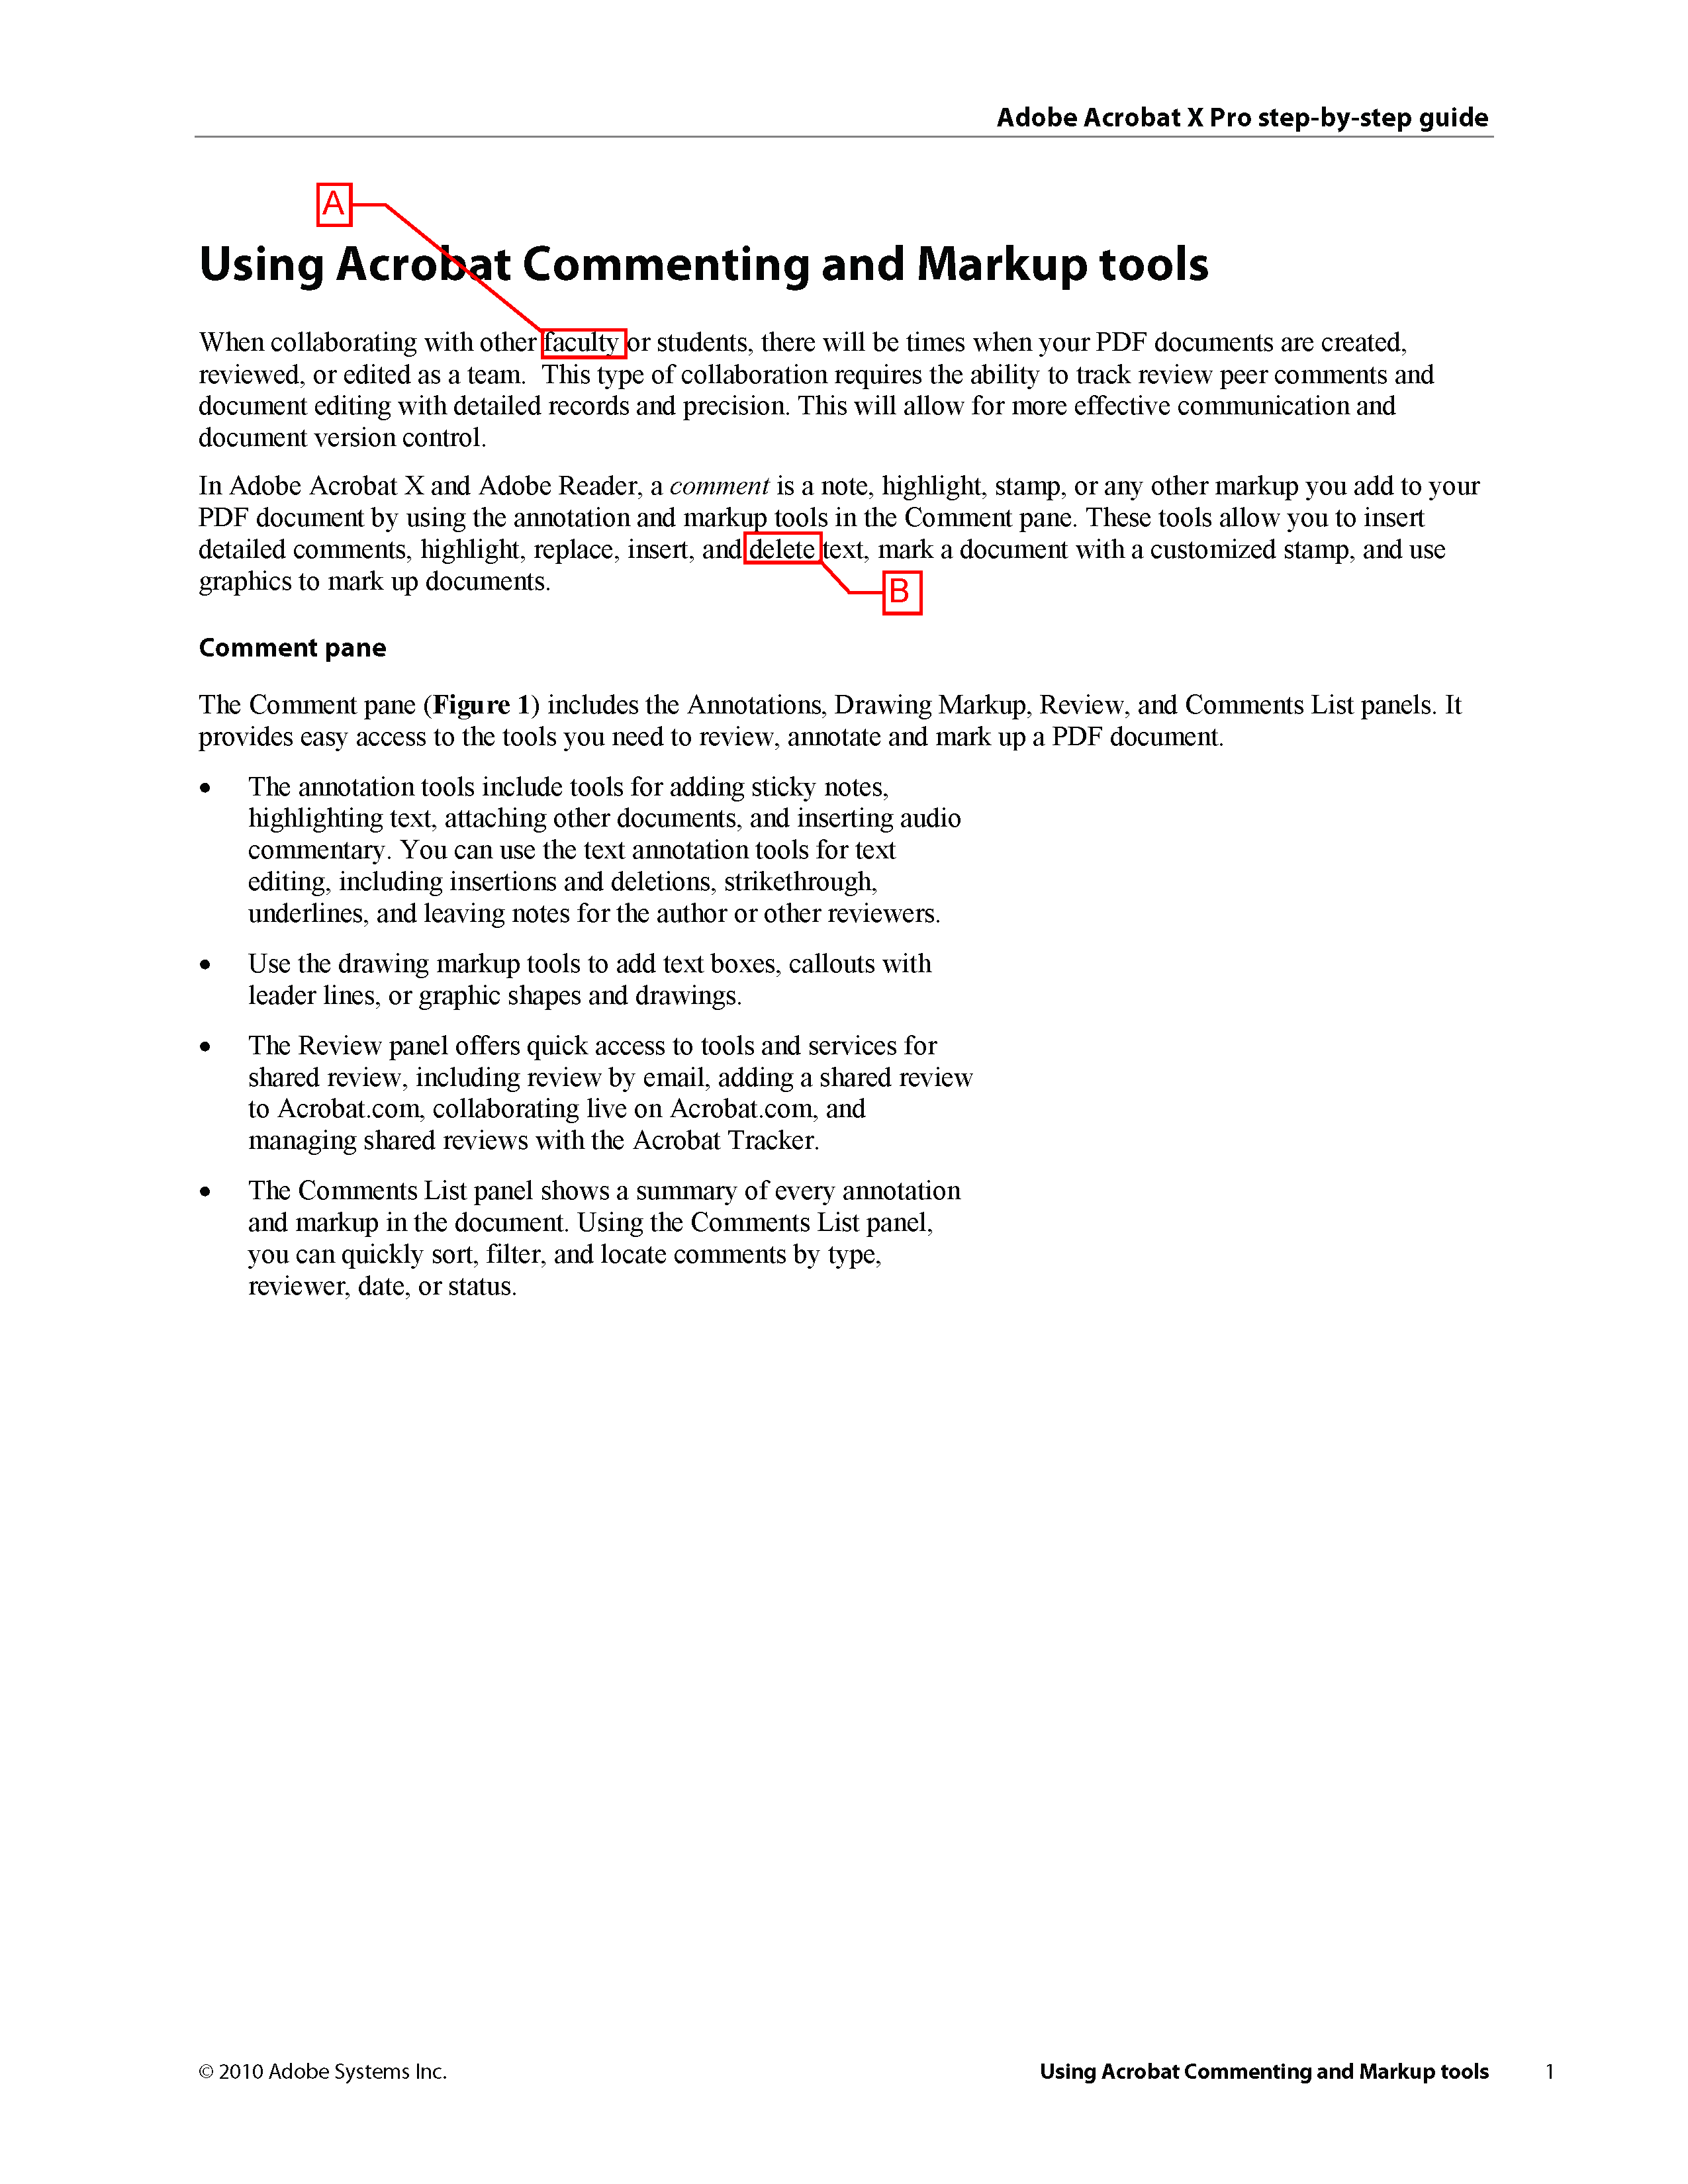 Adobe Acrobat X Pro step-by-step guide
A
Using Acrobat Commenting and Markup tools
When collaborating with other faculty or students, there will be times when your PDF documents are created,
reviewed, or edited as a team.  This type of collaboration requires the ability to track review peer comments and
document editing with detailed records and precision. This will allow for more effective communication and
document version control.
In Adobe Acrobat X and Adobe Reader, a comment is a note, highlight, stamp, or any other markup you add to your
PDF document by using the annotation and markup tools in the Comment pane. These tools allow you to insert
detailed comments, highlight, replace, insert, and delete text, mark a document with a customized stamp, and use
graphics to mark up documents.
B
Comment pane
The Comment pane (Figure 1) includes the Annotations, Drawing Markup, Review, and Comments List panels. It
provides easy access to the tools you need to review, annotate and mark up a PDF document.
• The annotation tools include tools for adding sticky notes,
highlighting text, attaching other documents, and inserting audio
commentary. You can use the text annotation tools for text
editing, including insertions and deletions, strikethrough,
underlines, and leaving notes for the author or other reviewers.
• Use the drawing markup tools to add text boxes, callouts with
leader lines, or graphic shapes and drawings.
• The Review panel offers quick access to tools and services for
shared review, including review by email, adding a shared review
to Acrobat.com, collaborating live on Acrobat.com, and
managing shared reviews with the Acrobat Tracker.
• The Comments List panel shows a summary of every annotation
and markup in the document. Using the Comments List panel,
you can quickly sort, filter, and locate comments by type,
reviewer, date, or status.
© 2010 Adobe Systems Inc. Using Acrobat Commenting and Markup tools 1